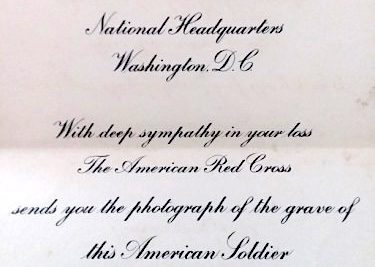 National Headquarters
Washington, D.C
With deep sympathy in your loss
The American Red Cross
sends you the photograph of the grave of
this American Soldier